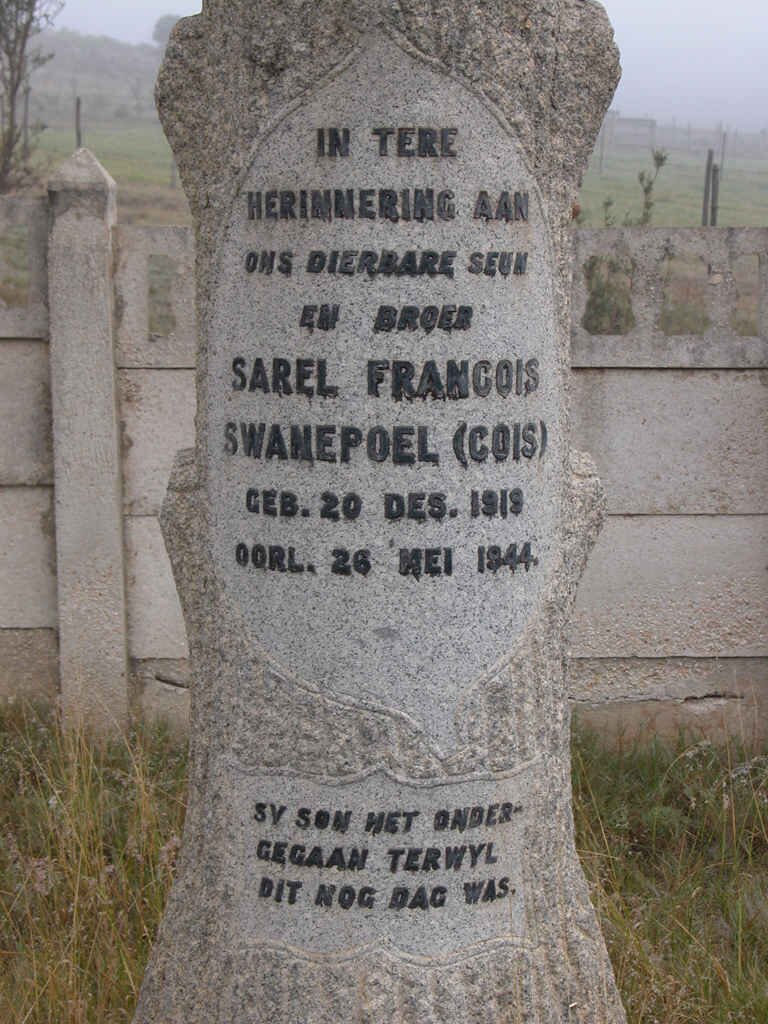 IN TERE
HERINNERING AAN
ONS DIERBARE SEUN
EN BROER
SAREL FRANCOIS
SWANEPOEL (COIS)
GEB. 20 DES. 1919
OORL. 26 MEI 1944.
SY SON HET ONDER-
GEGAAN TERWYL
DIT NOG DAG WAS.